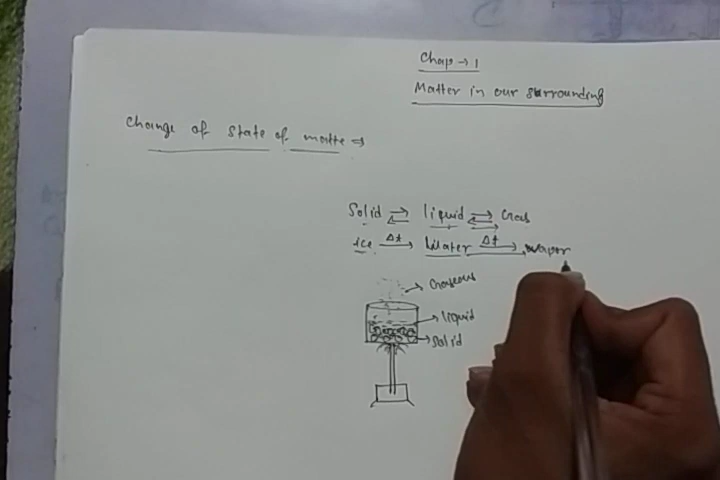 Chap → 1
Matter in our surrounding
Change of state of matte ⇒
Solid ⇄ liquid ⇄ Gas
ice Δt→ Water Δt→ vapor
Gaseous
liquid
Solid